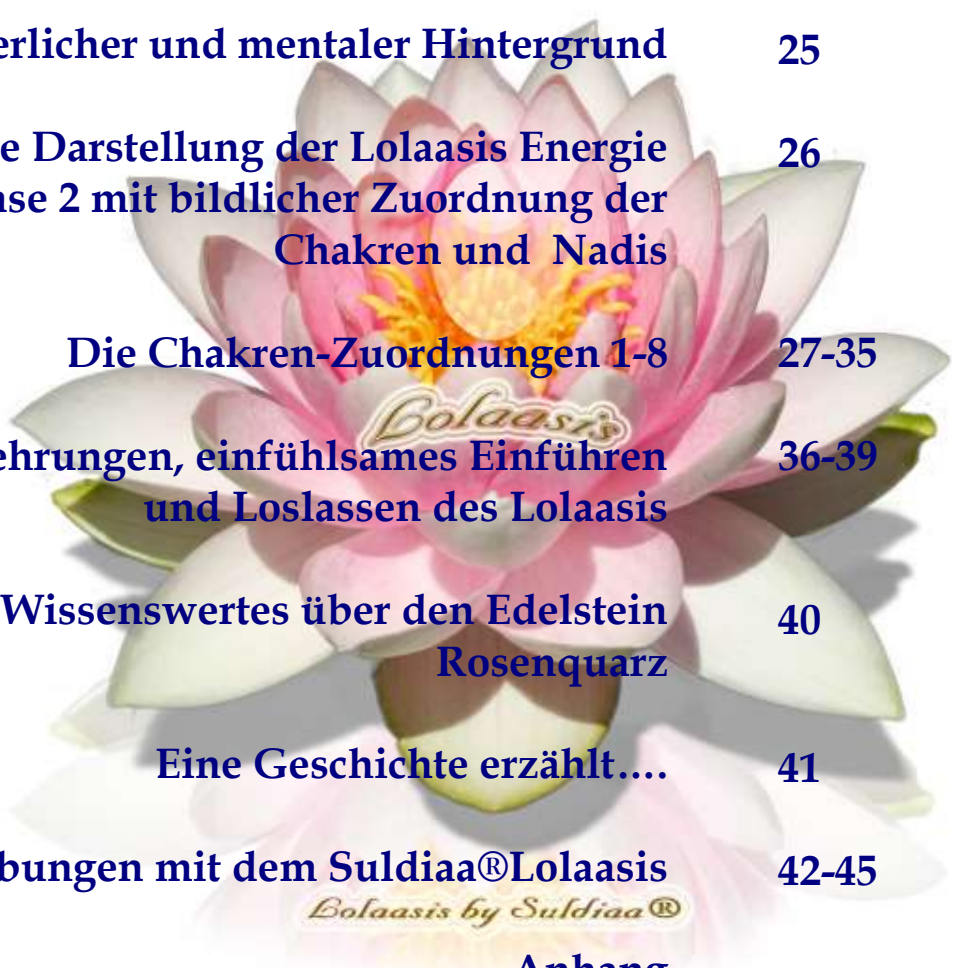 erlicher und mentaler Hintergrund 25
e Darstellung der Lolaasis Energie 26
ase 2 mit bildlicher Zuordnung der
Chakren und Nadis
Die Chakren-Zuordnungen 1-8 27-35
Lolaasis
ehrungen, einfühlsames Einführen 36-39
und Loslassen des Lolaasis
Wissenswertes über den Edelstein 40
Rosenquarz
Eine Geschichte erzählt.... 41
bungen mit dem Suldiaa®Lolaasis 42-45
Lolaasis by Suldiaa ®
Anhang